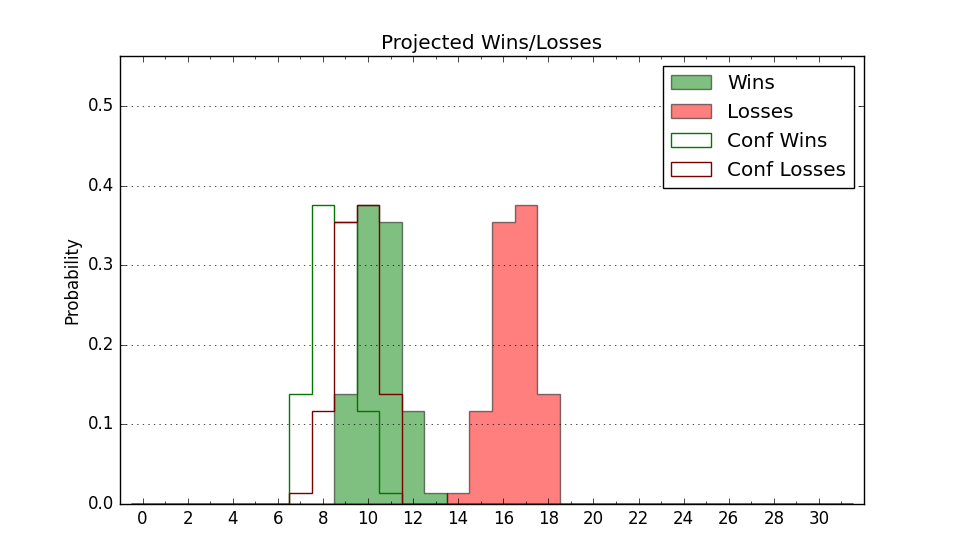 Projected Wins/Losses
Wins
Losses
Conf Wins
Conf Losses
Probability
0.5
0.4
0.3
0.2
0.1
0.0
0 2 4 6 8 10 12 14 16 18 20 22 24 26 28 30